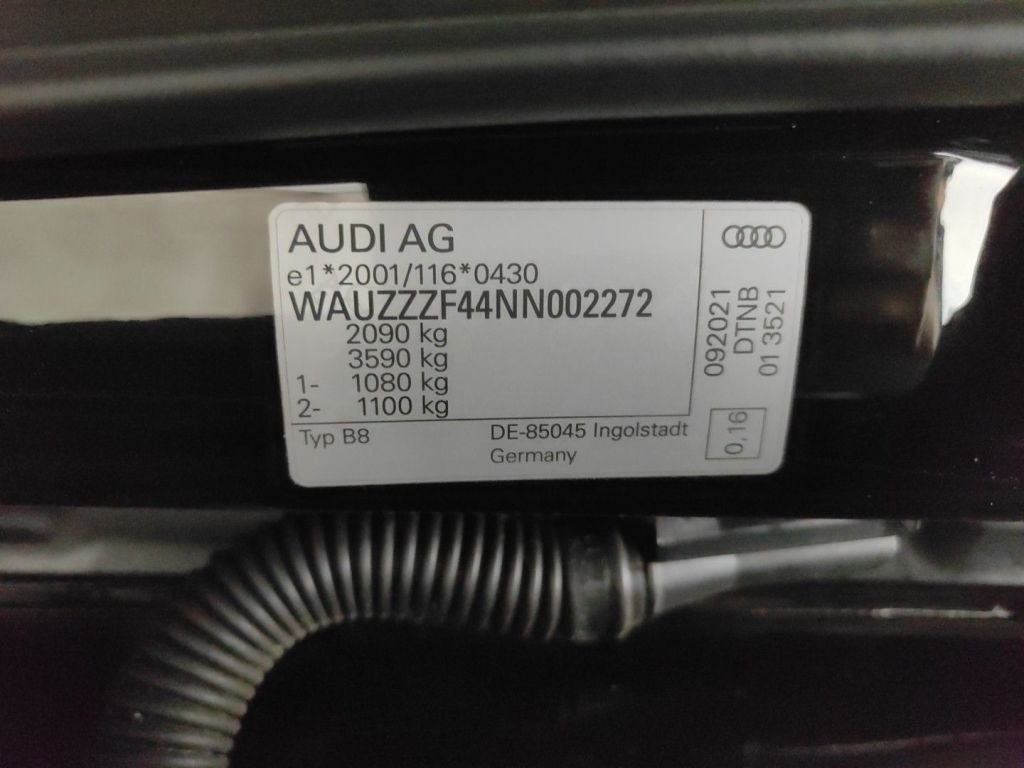 AUDI AG
e1*2001/116*0430
WAUZZZF44NN002272
2090 kg
3590 kg
1- 1080 kg
2- 1100 kg
Typ B8
DE-85045 Ingolstadt
Germany
092021
DTNB
01 3521
0,16